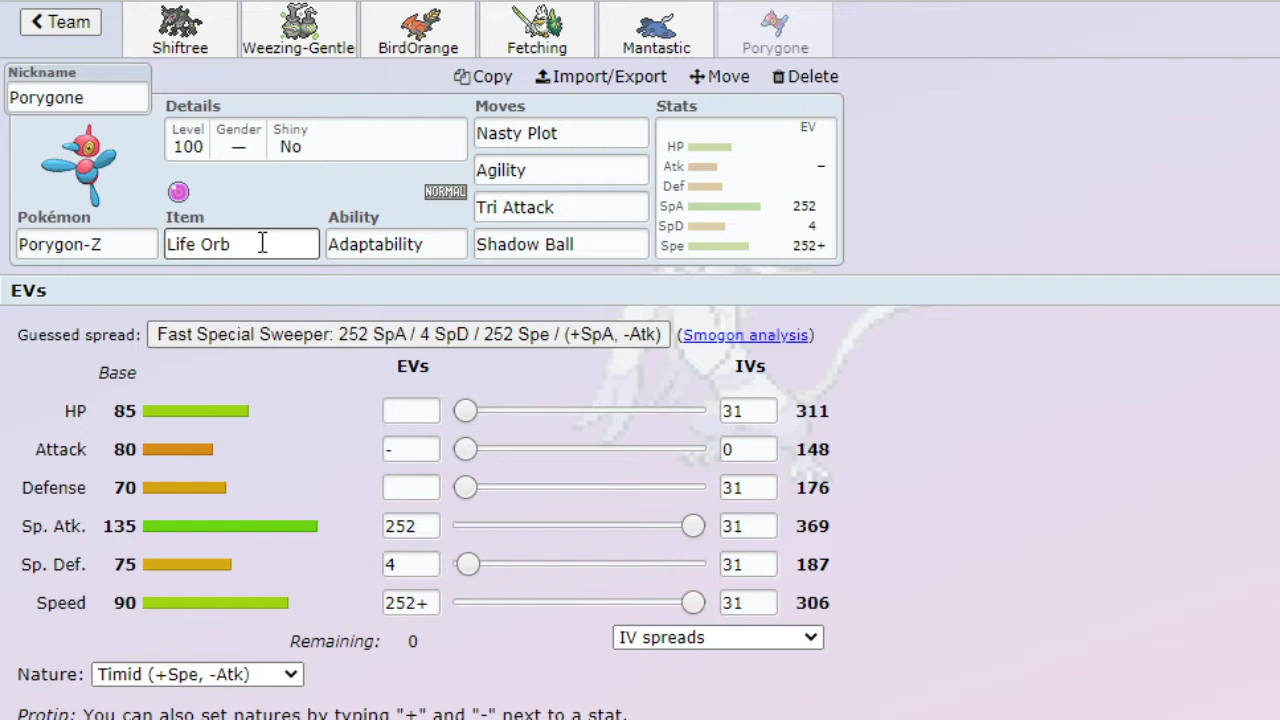 Team
Shiftree
Weezing-Gentle
BirdOrange
Fetching
Mantastic
Porygone
Nickname
Porygone
Copy
Import/Export
Move
Delete
Details
Moves
Stats
Level
100
Gender
—
Shiny
No
NORMAL
Pokémon
Porygon-Z
Item
Life Orb
Ability
Adaptability
Nasty Plot
Agility
Tri Attack
Shadow Ball
EV
HP
Atk –
Def
SpA 252
SpD 4
Spe 252+
EVs
Guessed spread: Fast Special Sweeper: 252 SpA / 4 SpD / 252 Spe / (+SpA, -Atk) (Smogon analysis)
Base EVs IVs
HP 85 31 311
Attack 80 - 0 148
Defense 70 31 176
Sp. Atk. 135 252 31 369
Sp. Def. 75 4 31 187
Speed 90 252+ 31 306
Remaining: 0 IV spreads
Nature: Timid (+Spe, -Atk)
Protip: You can also set natures by typing "+" and "-" next to a stat.